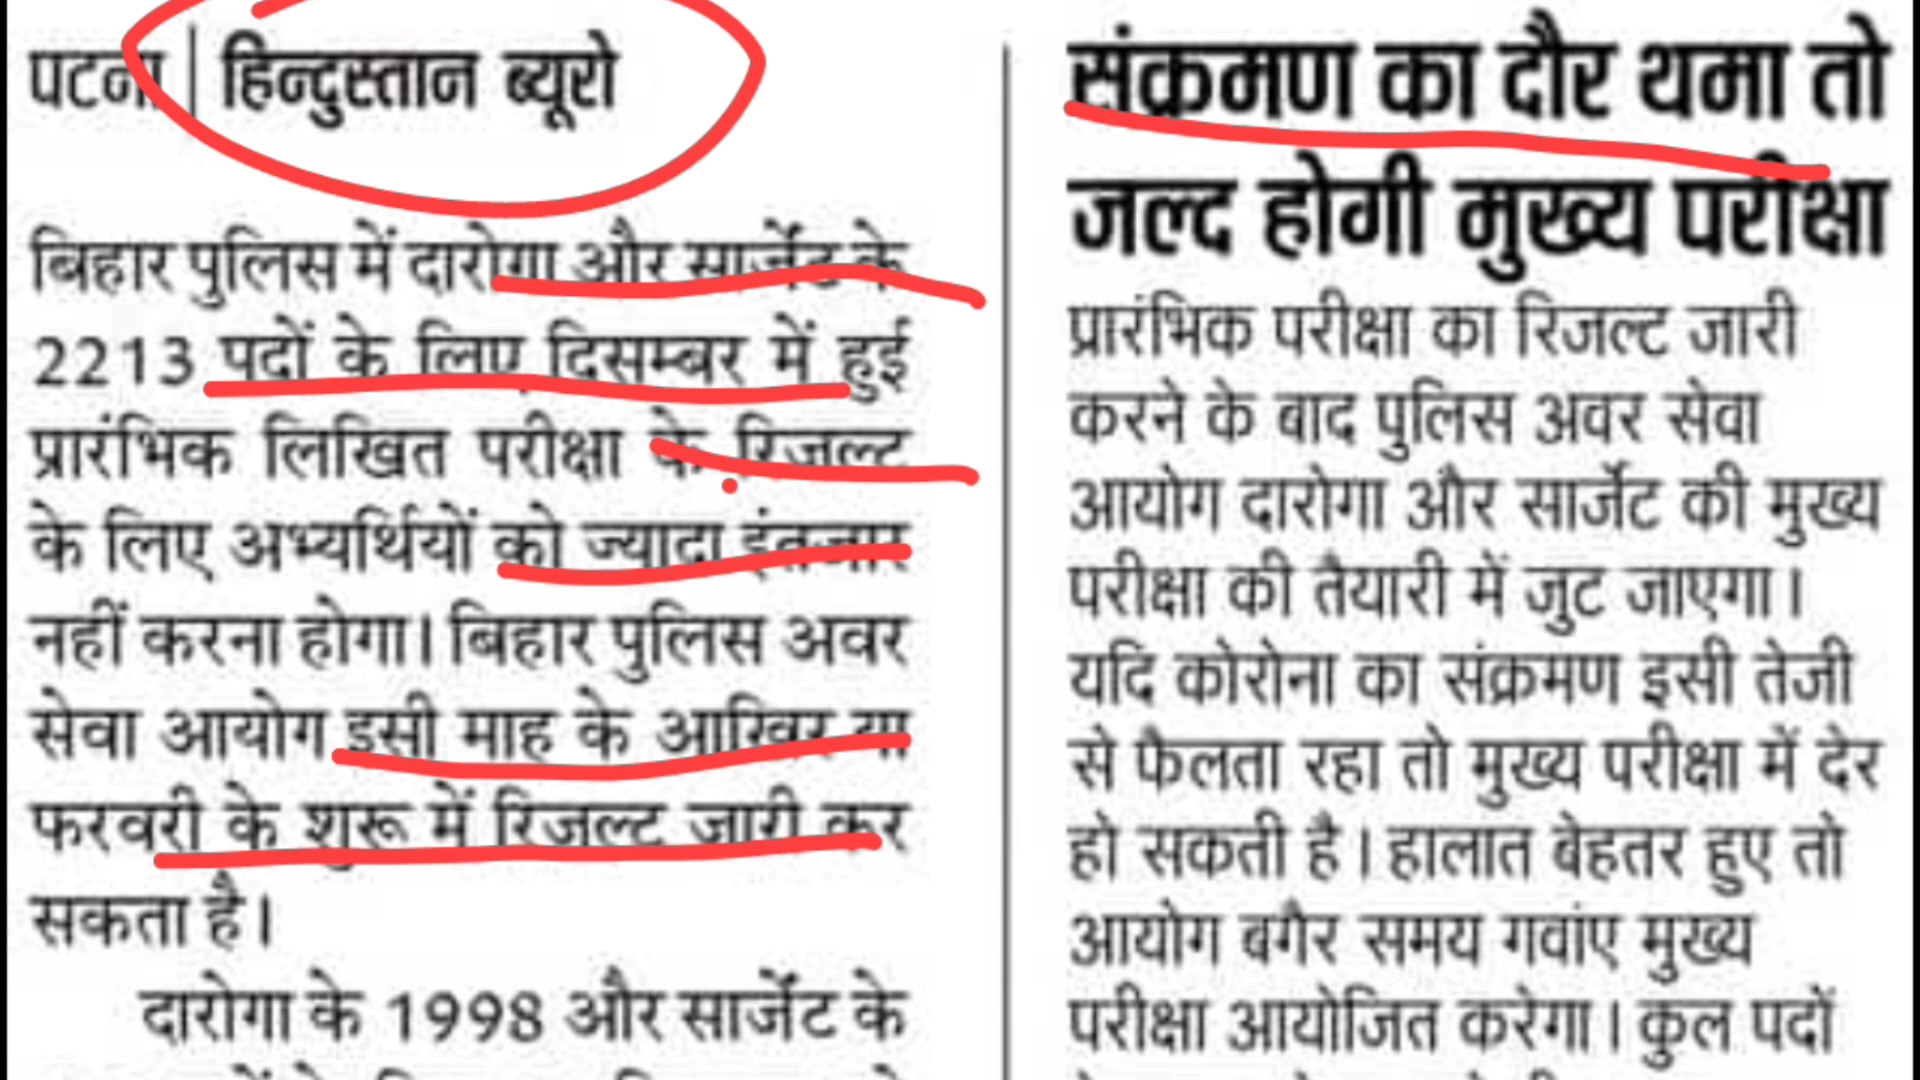 पटना | हिन्दुस्तान ब्यूरो
बिहार पुलिस में दारोगा और सार्जेंट के
2213 पदों के लिए दिसम्बर में हुई
प्रारंभिक लिखित परीक्षा के रिजल्ट
के लिए अभ्यर्थियों को ज्यादा इंतजार
नहीं करना होगा। बिहार पुलिस अवर
सेवा आयोग इसी माह के आखिर या
फरवरी के शुरू में रिजल्ट जारी कर
सकता है।
दारोगा के 1998 और सार्जेंट के
संक्रमण का दौर थमा तो
जल्द होगी मुख्य परीक्षा
प्रारंभिक परीक्षा का रिजल्ट जारी
करने के बाद पुलिस अवर सेवा
आयोग दारोगा और सार्जेंट की मुख्य
परीक्षा की तैयारी में जुट जाएगा।
यदि कोरोना का संक्रमण इसी तेजी
से फैलता रहा तो मुख्य परीक्षा में देर
हो सकती है। हालात बेहतर हुए तो
आयोग बगैर समय गवांए मुख्य
परीक्षा आयोजित करेगा। कुल पदों